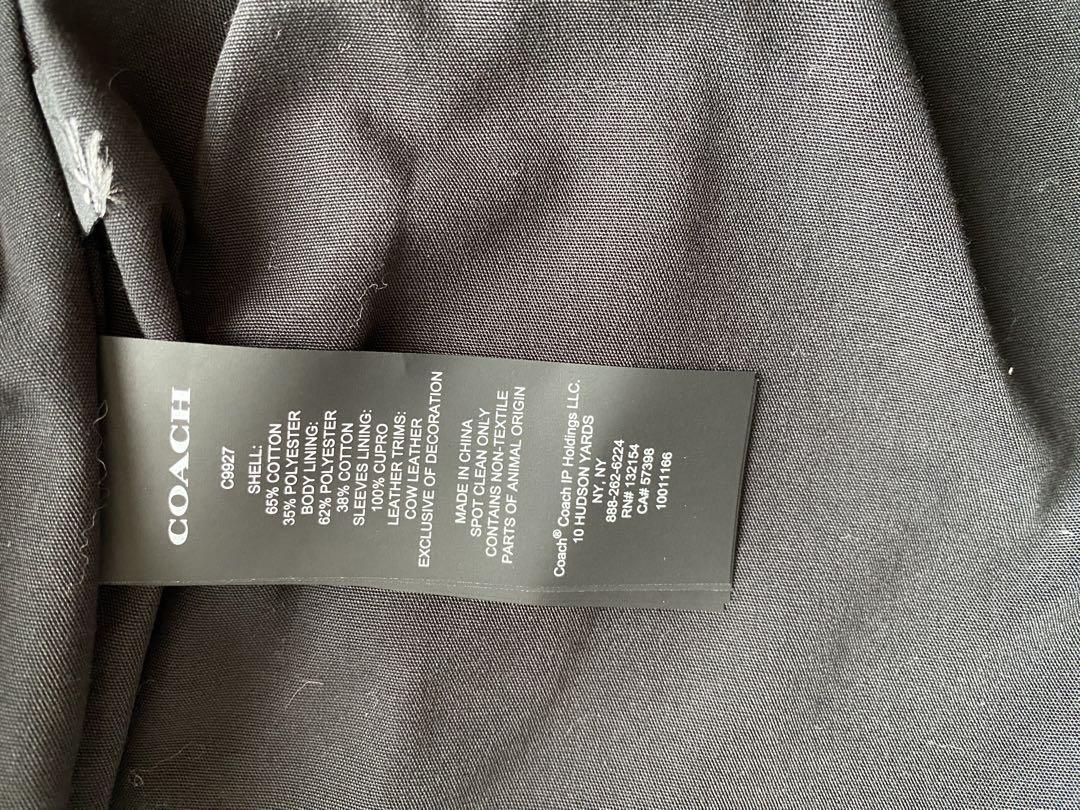 COACH
C9927
SHELL:
65% COTTON
35% POLYESTER
BODY LINING:
62% POLYESTER
38% COTTON
SLEEVES LINING:
100% CUPRO
LEATHER TRIMS:
COW LEATHER
EXCLUSIVE OF DECORATION
MADE IN CHINA
SPOT CLEAN ONLY
CONTAINS NON-TEXTILE
PARTS OF ANIMAL ORIGIN
Coach® Coach IP Holdings LLC.
10 HUDSON YARDS
NY, NY
888-262-6224
RN# 132154
CA# 57398
10011166